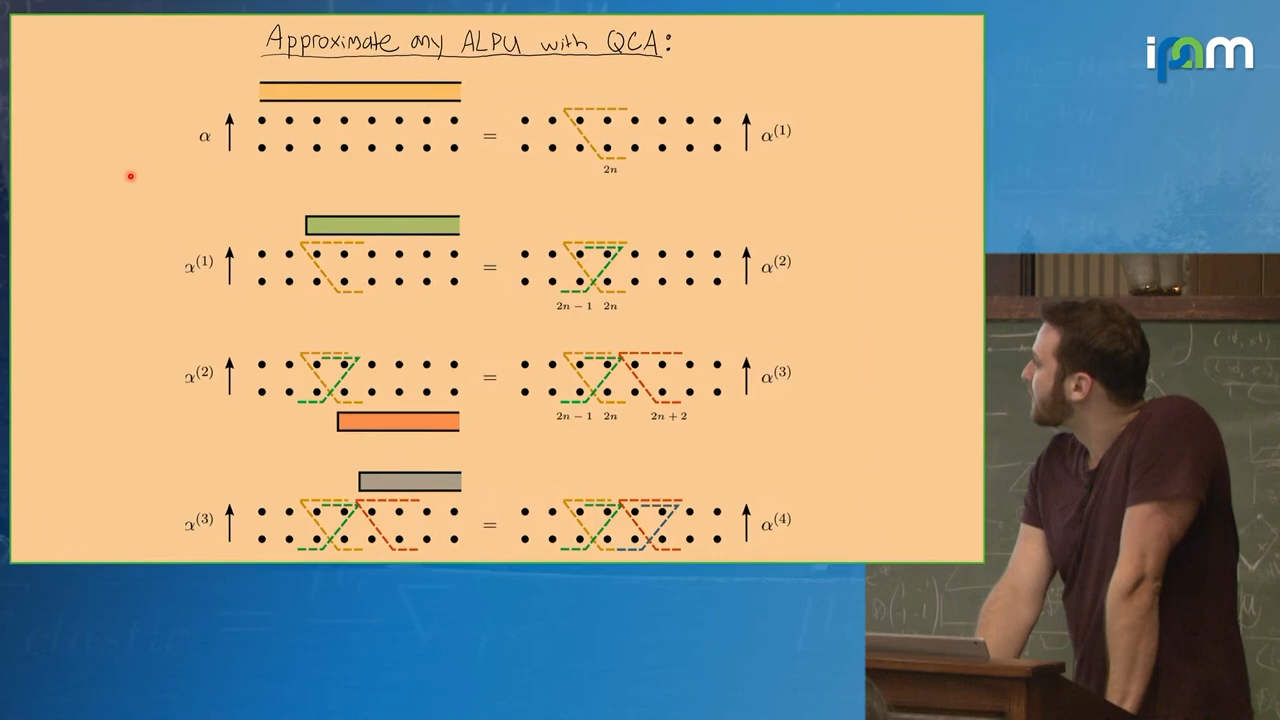 Approximate any ALPU with QCA:
ipam
α = α(1)
2n
α(1) = α(2)
2n − 1 2n
α(2) = α(3)
2n − 1 2n 2n + 2
α(3) = α(4)